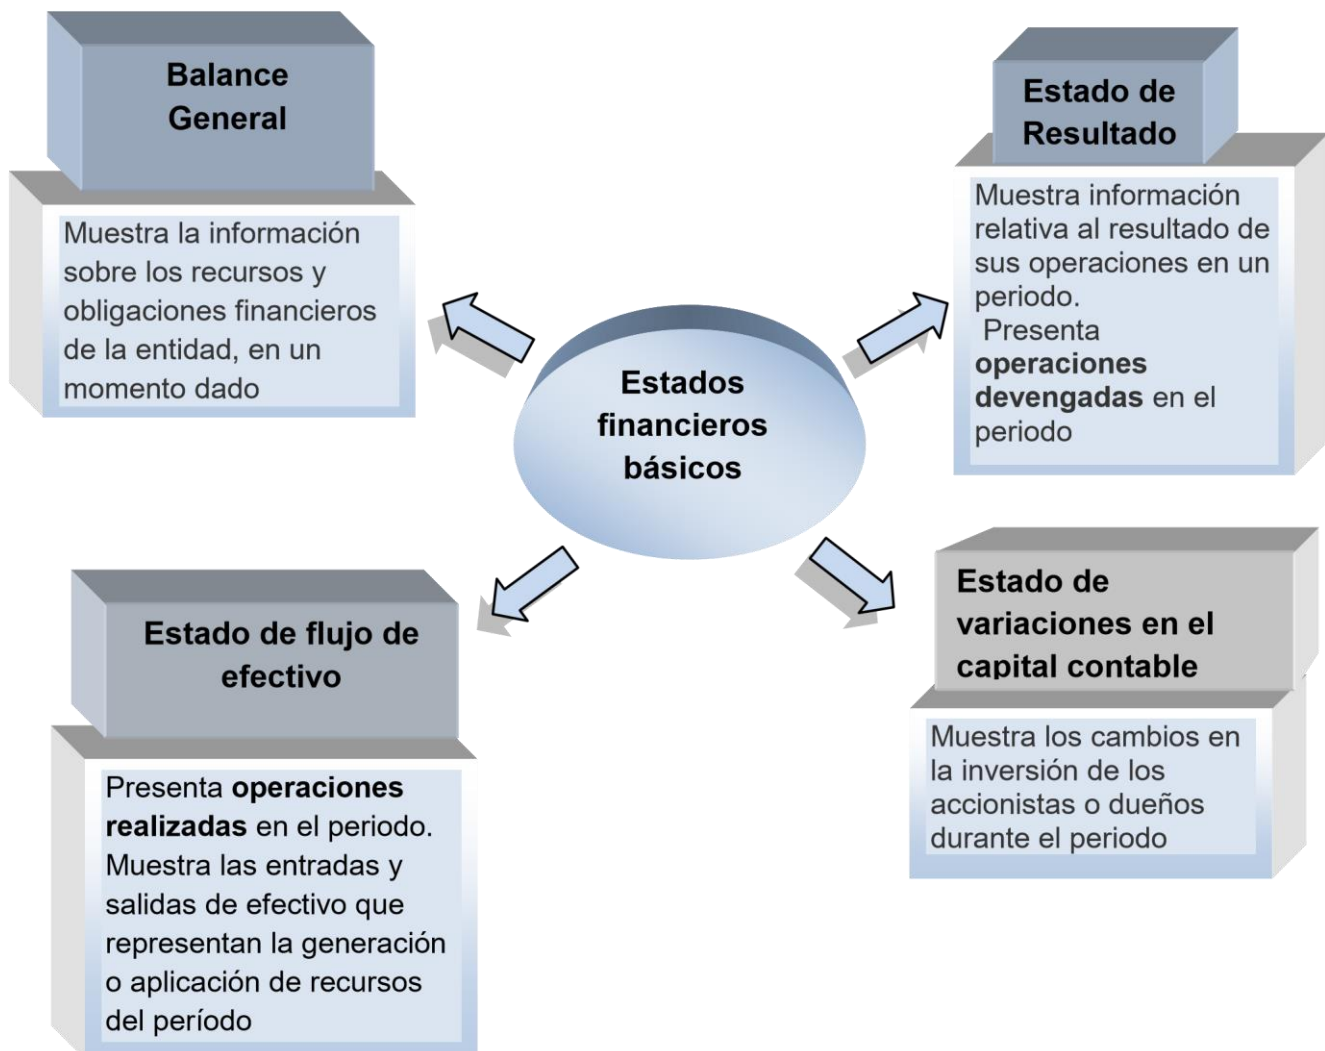 Balance
General
Muestra la información
sobre los recursos y
obligaciones financieros
de la entidad, en un
momento dado
Estado de
Resultado
Muestra información
relativa al resultado de
sus operaciones en un
periodo.
Presenta
operaciones
devengadas en el
periodo
Estados
financieros
básicos
Estado de flujo de
efectivo
Presenta operaciones
realizadas en el periodo.
Muestra las entradas y
salidas de efectivo que
representan la generación
o aplicación de recursos
del período
Estado de
variaciones en el
capital contable
Muestra los cambios en
la inversión de los
accionistas o dueños
durante el periodo